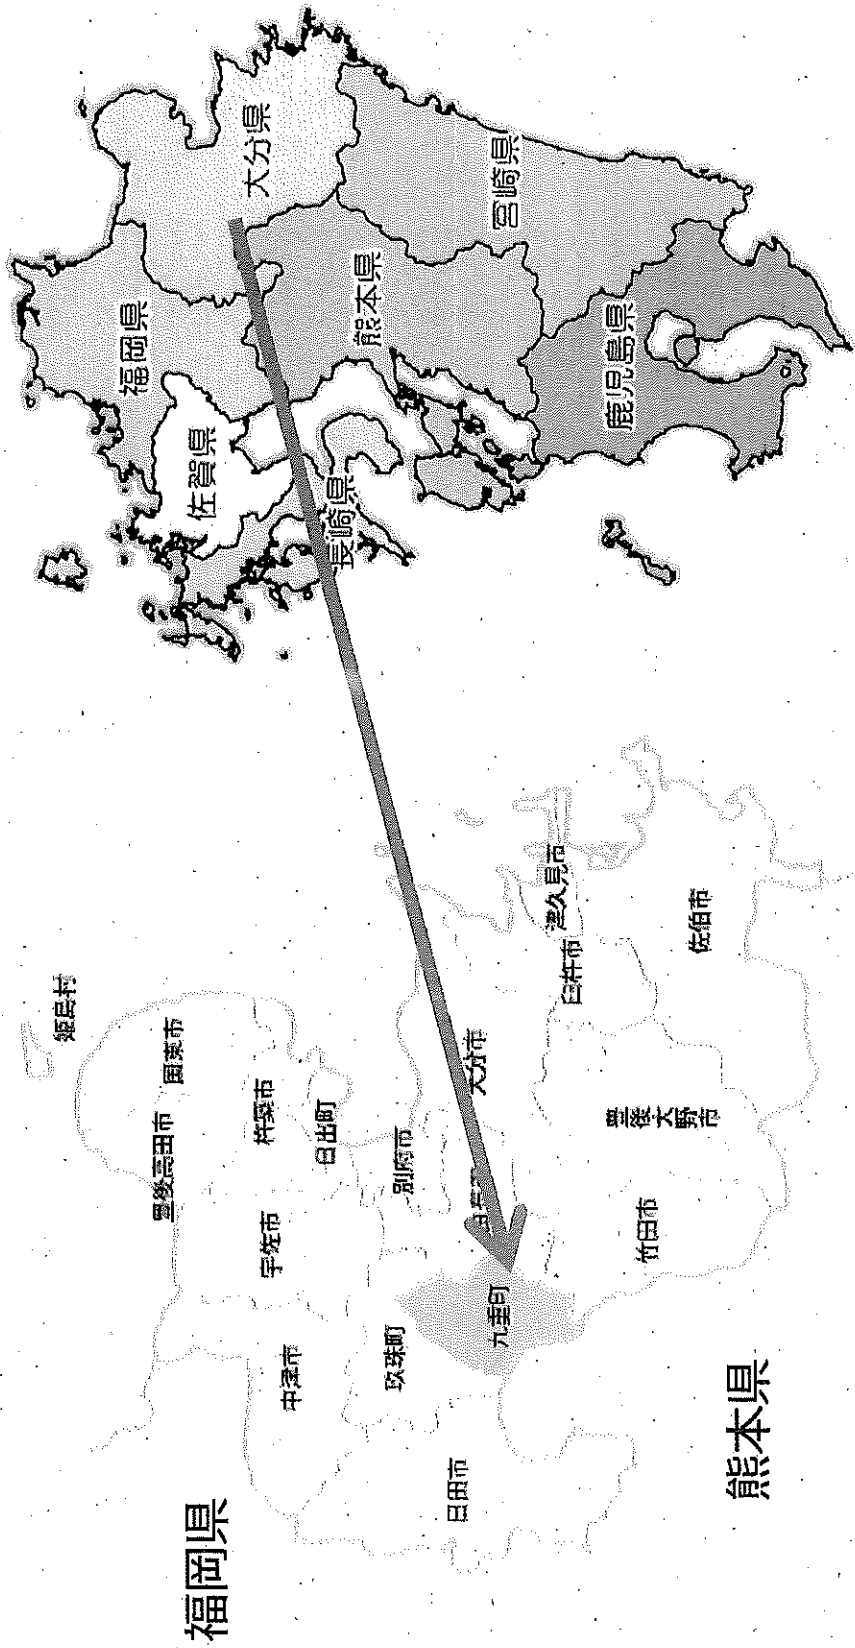 福岡県
佐賀県
長崎県
大分県
熊本県
宮崎県
鹿児島県
福岡県
熊本県
姫島村
国東市
豊後高田市
杵築市
日出町
宇佐市
中津市
別府市
玖珠町
大分市
九重町
日田市
津久見市
臼杵市
佐伯市
豊後大野市
竹田市